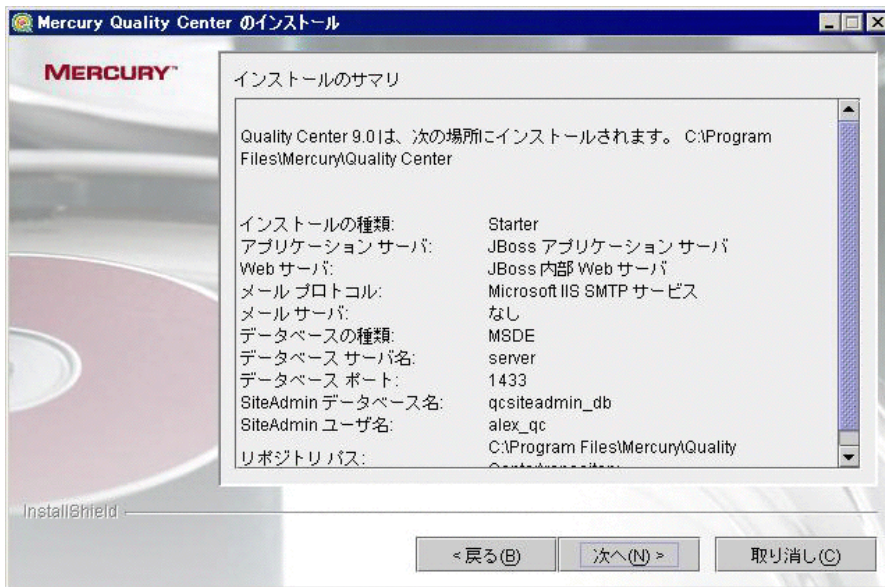 Mercury Quality Center のインストール
MERCURY™
インストールのサマリ
Quality Center 9.0は、次の場所にインストールされます。 C:\Program
Files\Mercury\Quality Center
インストールの種類: Starter
アプリケーション サーバ: JBoss アプリケーション サーバ
Web サーバ: JBoss 内部 Web サーバ
メール プロトコル: Microsoft IIS SMTP サービス
メール サーバ: なし
データベースの種類: MSDE
データベース サーバ名: server
データベース ポート: 1433
SiteAdmin データベース名: qcsiteadmin_db
SiteAdmin ユーザ名: alex_qc
リポジトリ パス: C:\Program Files\Mercury\Quality
InstallShield
<戻る(B)
次へ(N) >
取り消し(C)